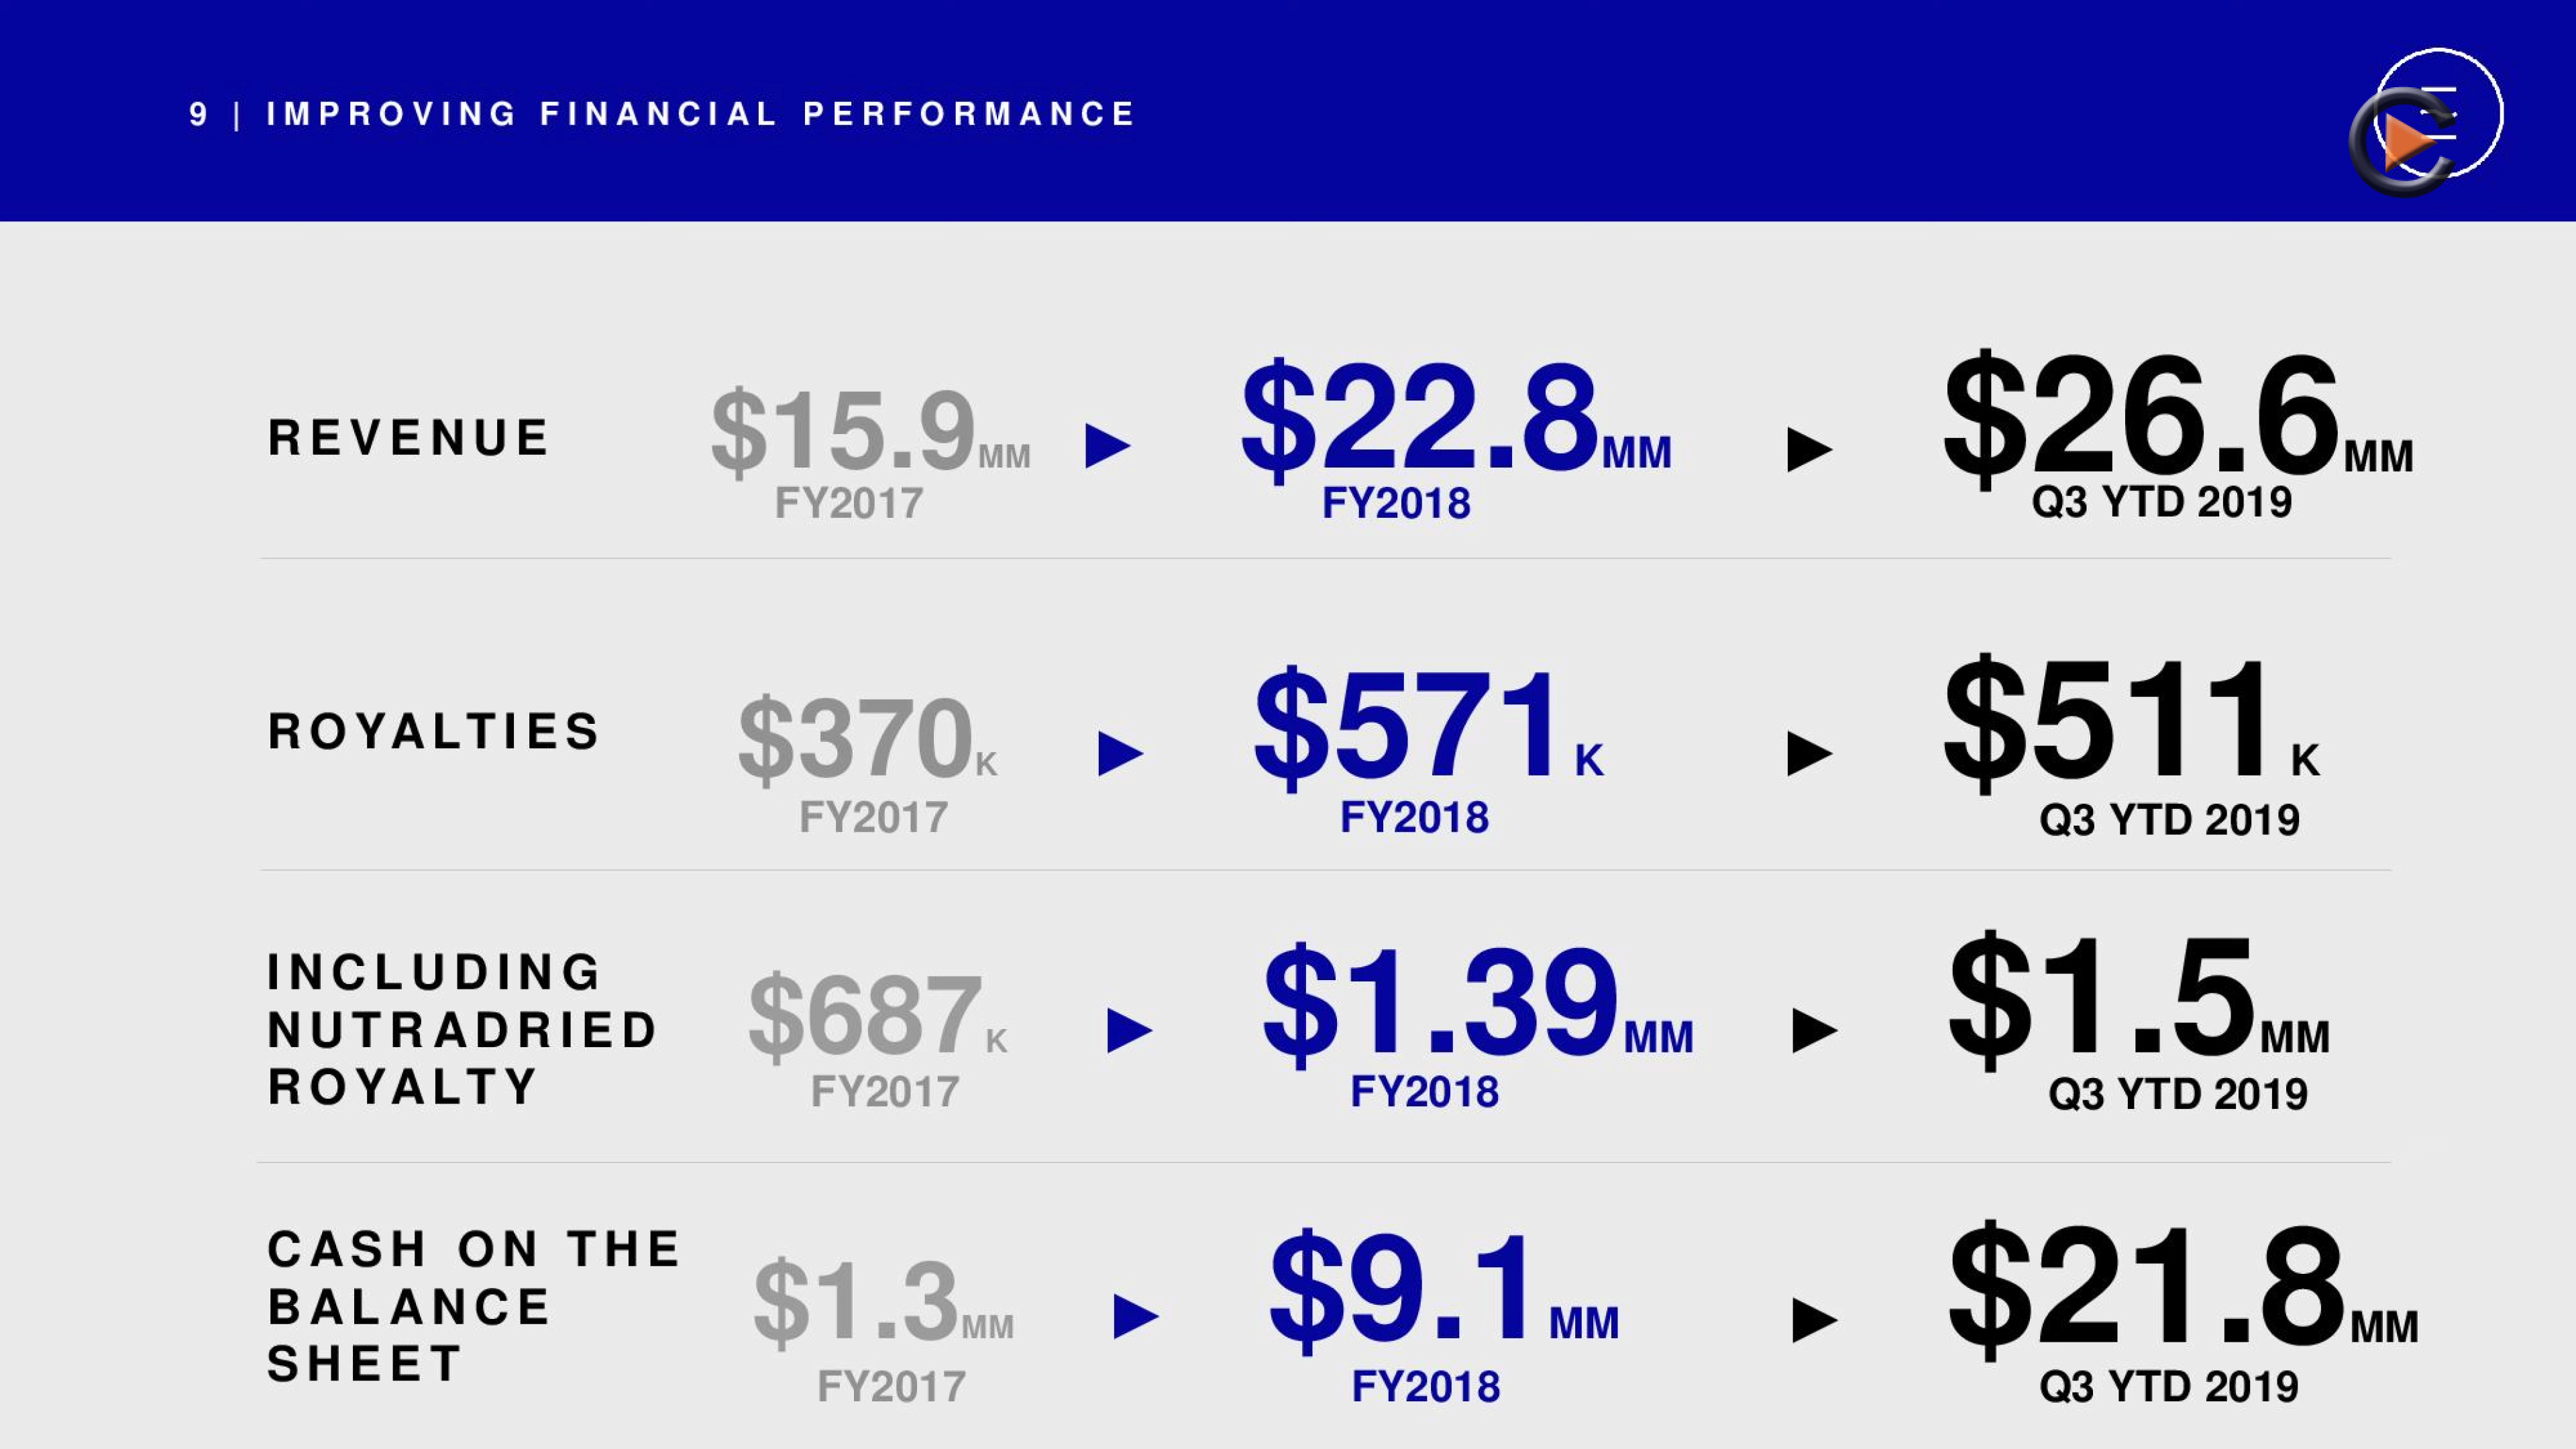 9 | IMPROVING FINANCIAL PERFORMANCE
REVENUE
$15.9MM
FY2017
$22.8MM
FY2018
$26.6MM
Q3 YTD 2019
ROYALTIES
$370K
FY2017
$571K
FY2018
$511K
Q3 YTD 2019
INCLUDING
NUTRADRIED
ROYALTY
$687K
FY2017
$1.39MM
FY2018
$1.5MM
Q3 YTD 2019
CASH ON THE
BALANCE
SHEET
$1.3MM
FY2017
$9.1MM
FY2018
$21.8MM
Q3 YTD 2019